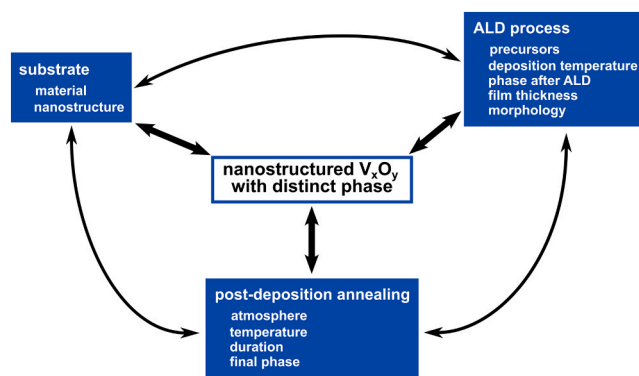 substrate
material
nanostructure
ALD process
precursors
deposition temperature
phase after ALD
film thickness
morphology
nanostructured VₓOᵧ
with distinct phase
post-deposition annealing
atmosphere
temperature
duration
final phase